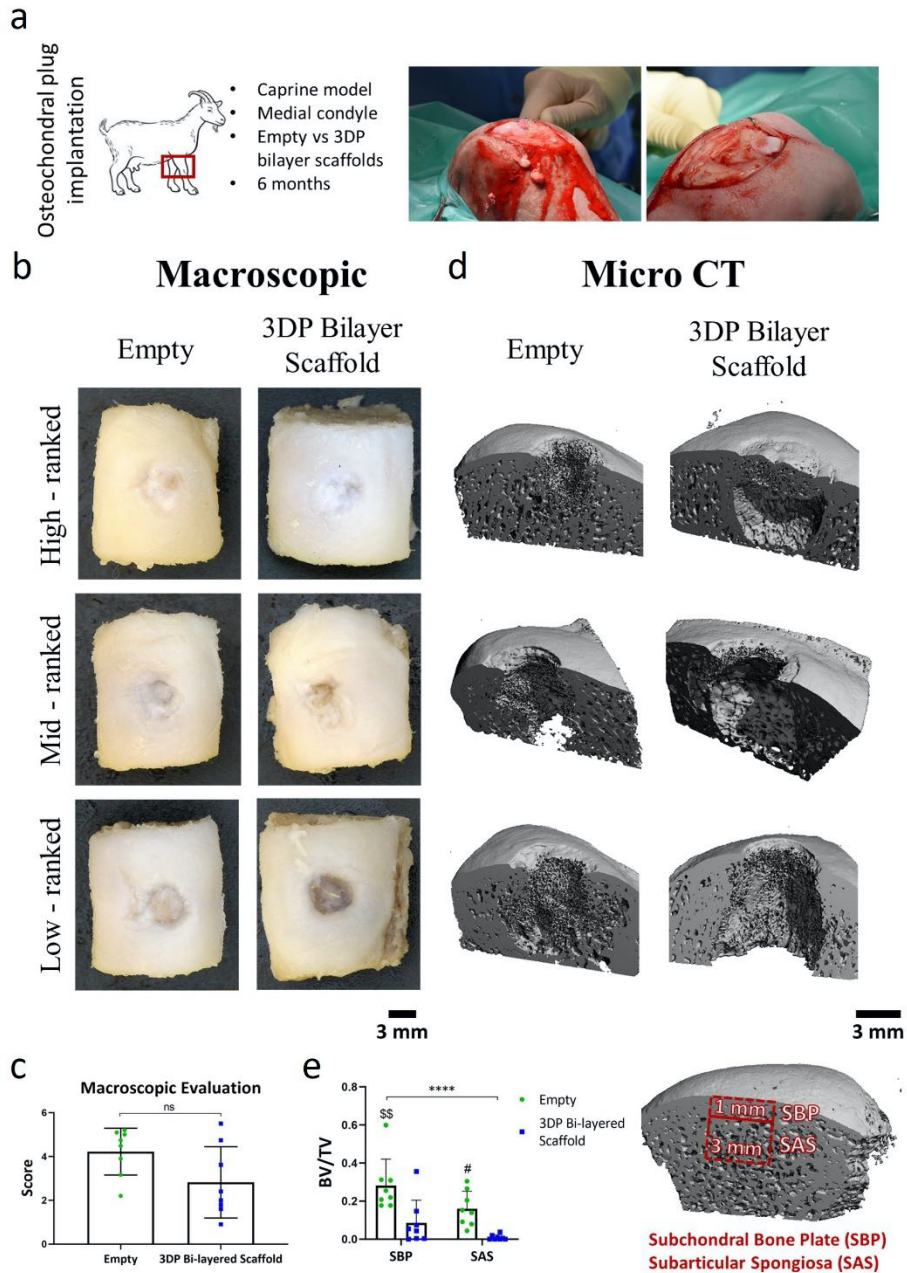 a
Osteochondral plug
implantation
• Caprine model
• Medial condyle
• Empty vs 3DP
bilayer scaffolds
• 6 months
b
Macroscopic
Empty
3DP Bilayer
Scaffold
High - ranked
Mid - ranked
Low - ranked
3 mm
d
Micro CT
Empty
3DP Bilayer
Scaffold
3 mm
c
Macroscopic Evaluation
ns
Score
6
4
2
0
Empty
3DP Bi-layered Scaffold
e
BV/TV
0.8
0.6
0.4
0.2
0.0
****
$$
#
SBP
SAS
Empty
3DP Bi-layered
Scaffold
1 mm
SBP
3 mm
SAS
Subchondral Bone Plate (SBP)
Subarticular Spongiosa (SAS)